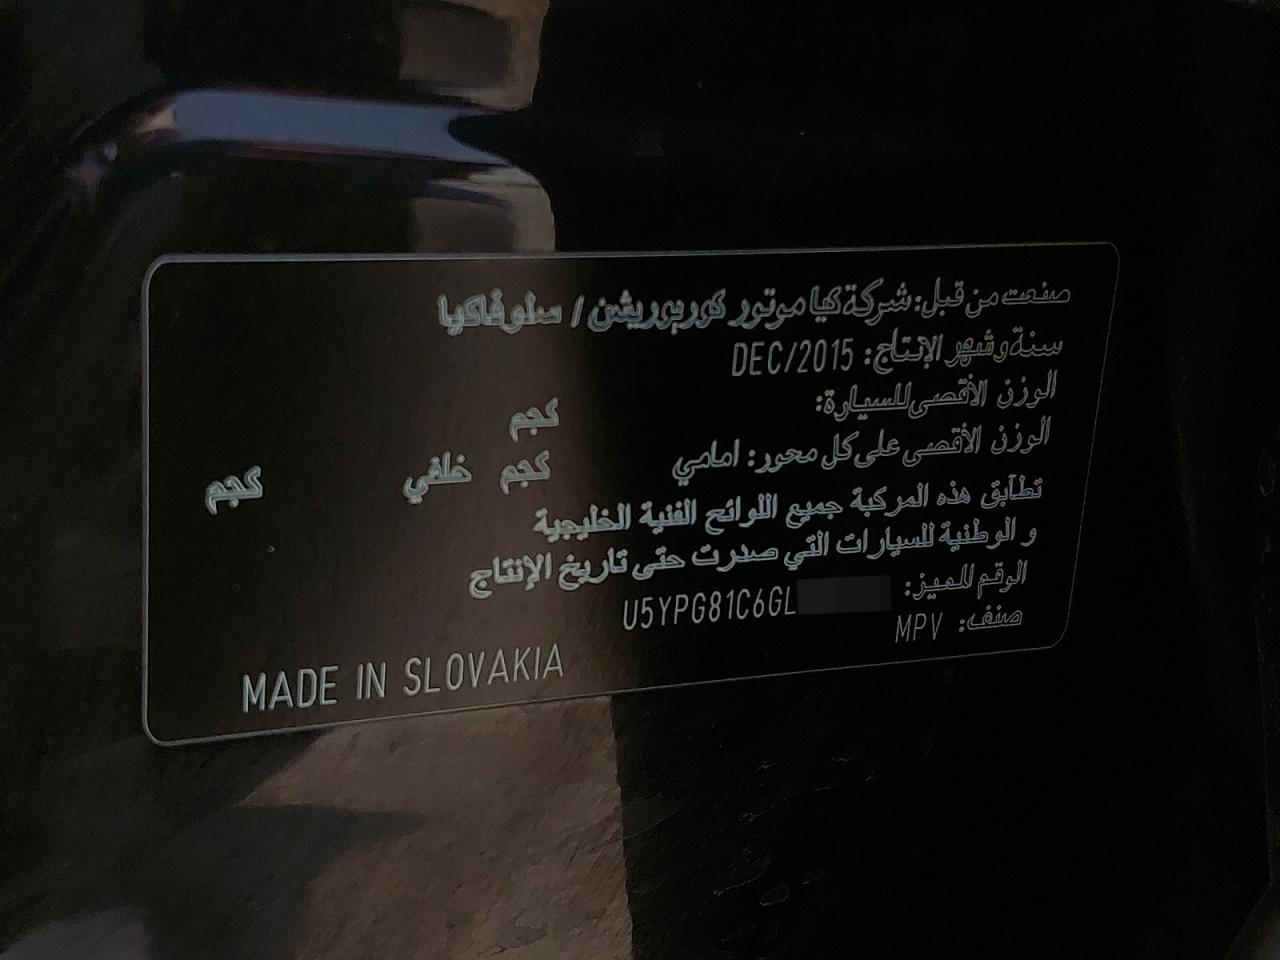 صنعت من قبل: شركة كيا موتور كوربوريشن / سلوفاكيا
سنة وشهر الإنتاج: DEC/2015
الوزن الأقصى للسيارة: كجم
الوزن الأقصى على كل محور: امامي كجم خلفي كجم
تطابق هذه المركبة جميع اللوائح الفنية الخليجية
و الوطنية للسيارات التي صدرت حتى تاريخ الإنتاج
الوقم المميز: U5YPG81C6GL
صنف: MPV
MADE IN SLOVAKIA